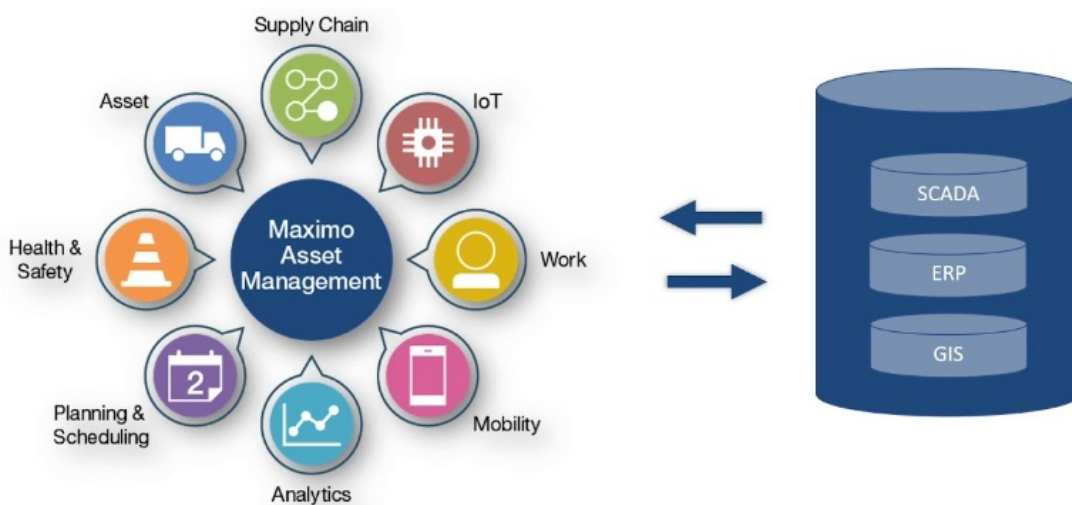 Supply Chain
Asset
IoT
Health &
Safety
Maximo
Asset
Management
Work
Planning &
Scheduling
2
Mobility
Analytics
SCADA
ERP
GIS